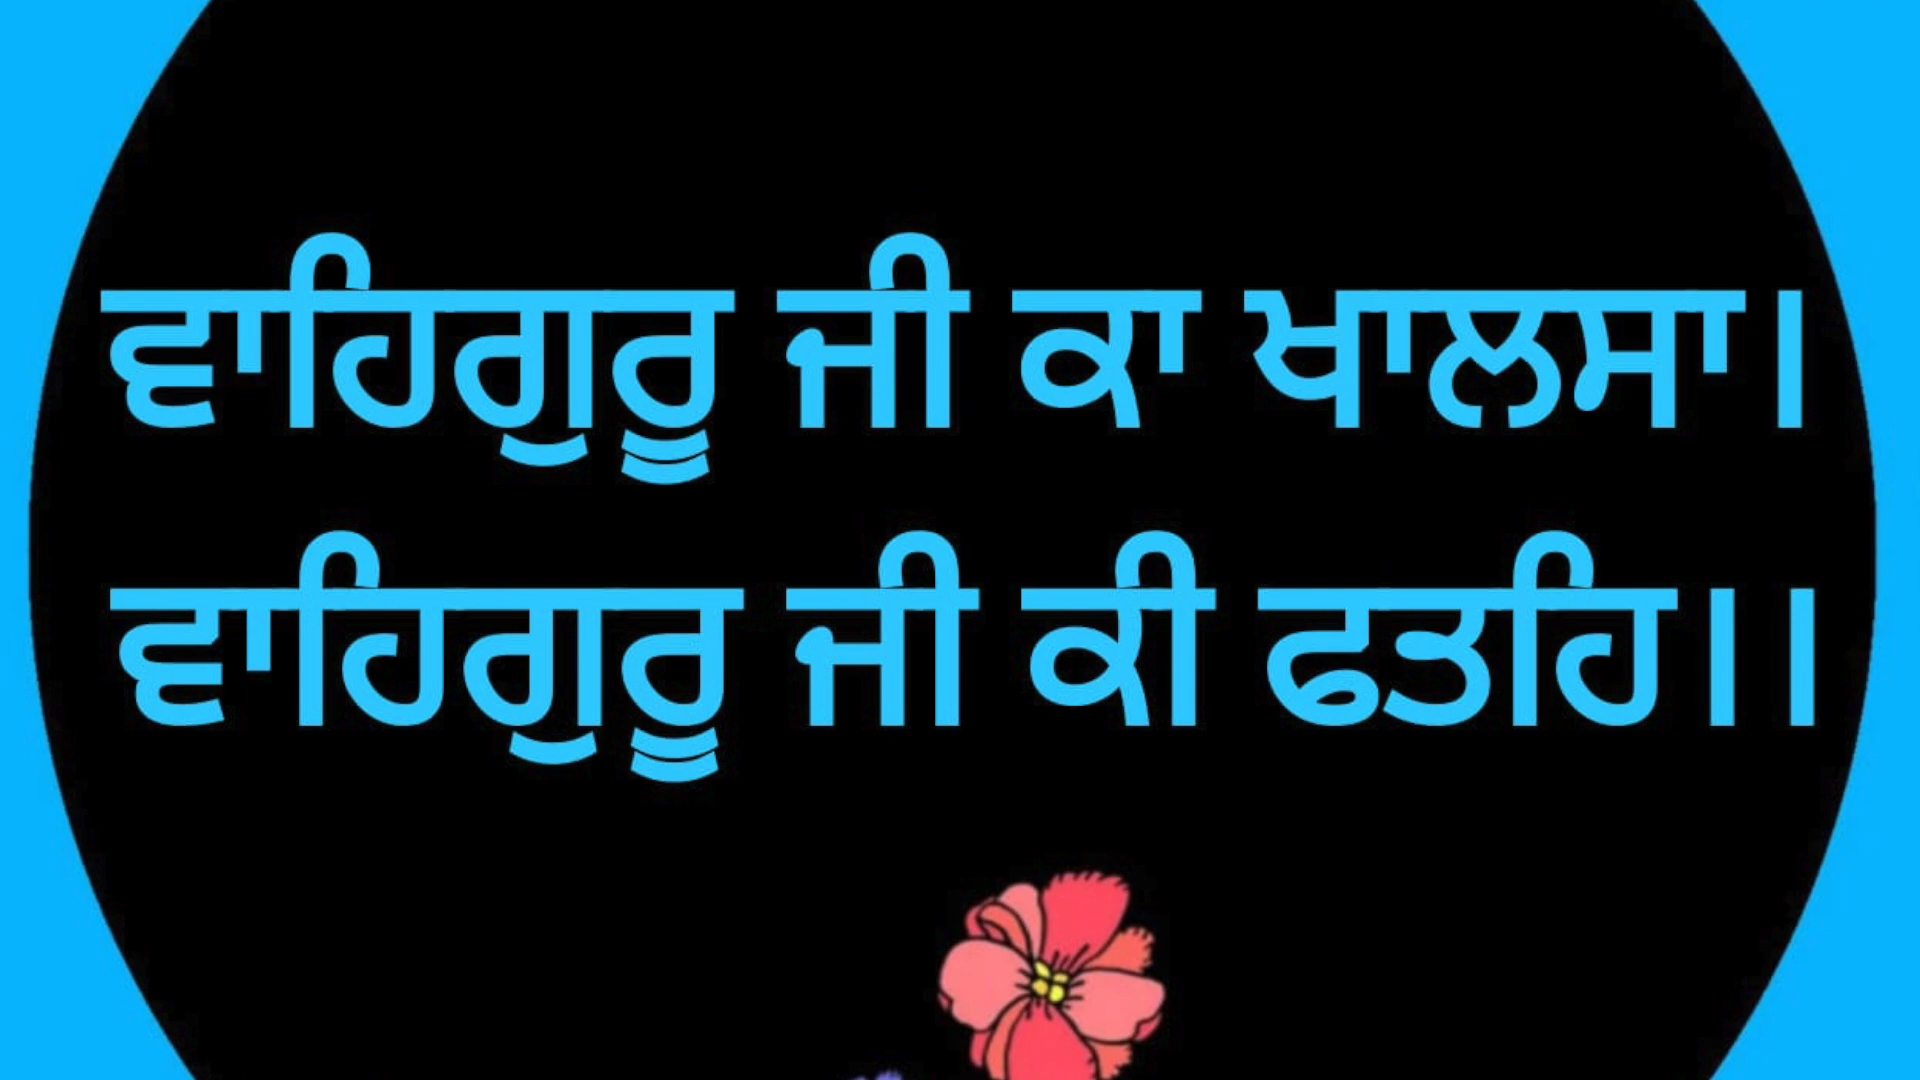 ਵਾਹਿਗੁਰੂ ਜੀ ਕਾ ਖਾਲਸਾ।
ਵਾਹਿਗੁਰੂ ਜੀ ਕੀ ਫਤਹਿ।।